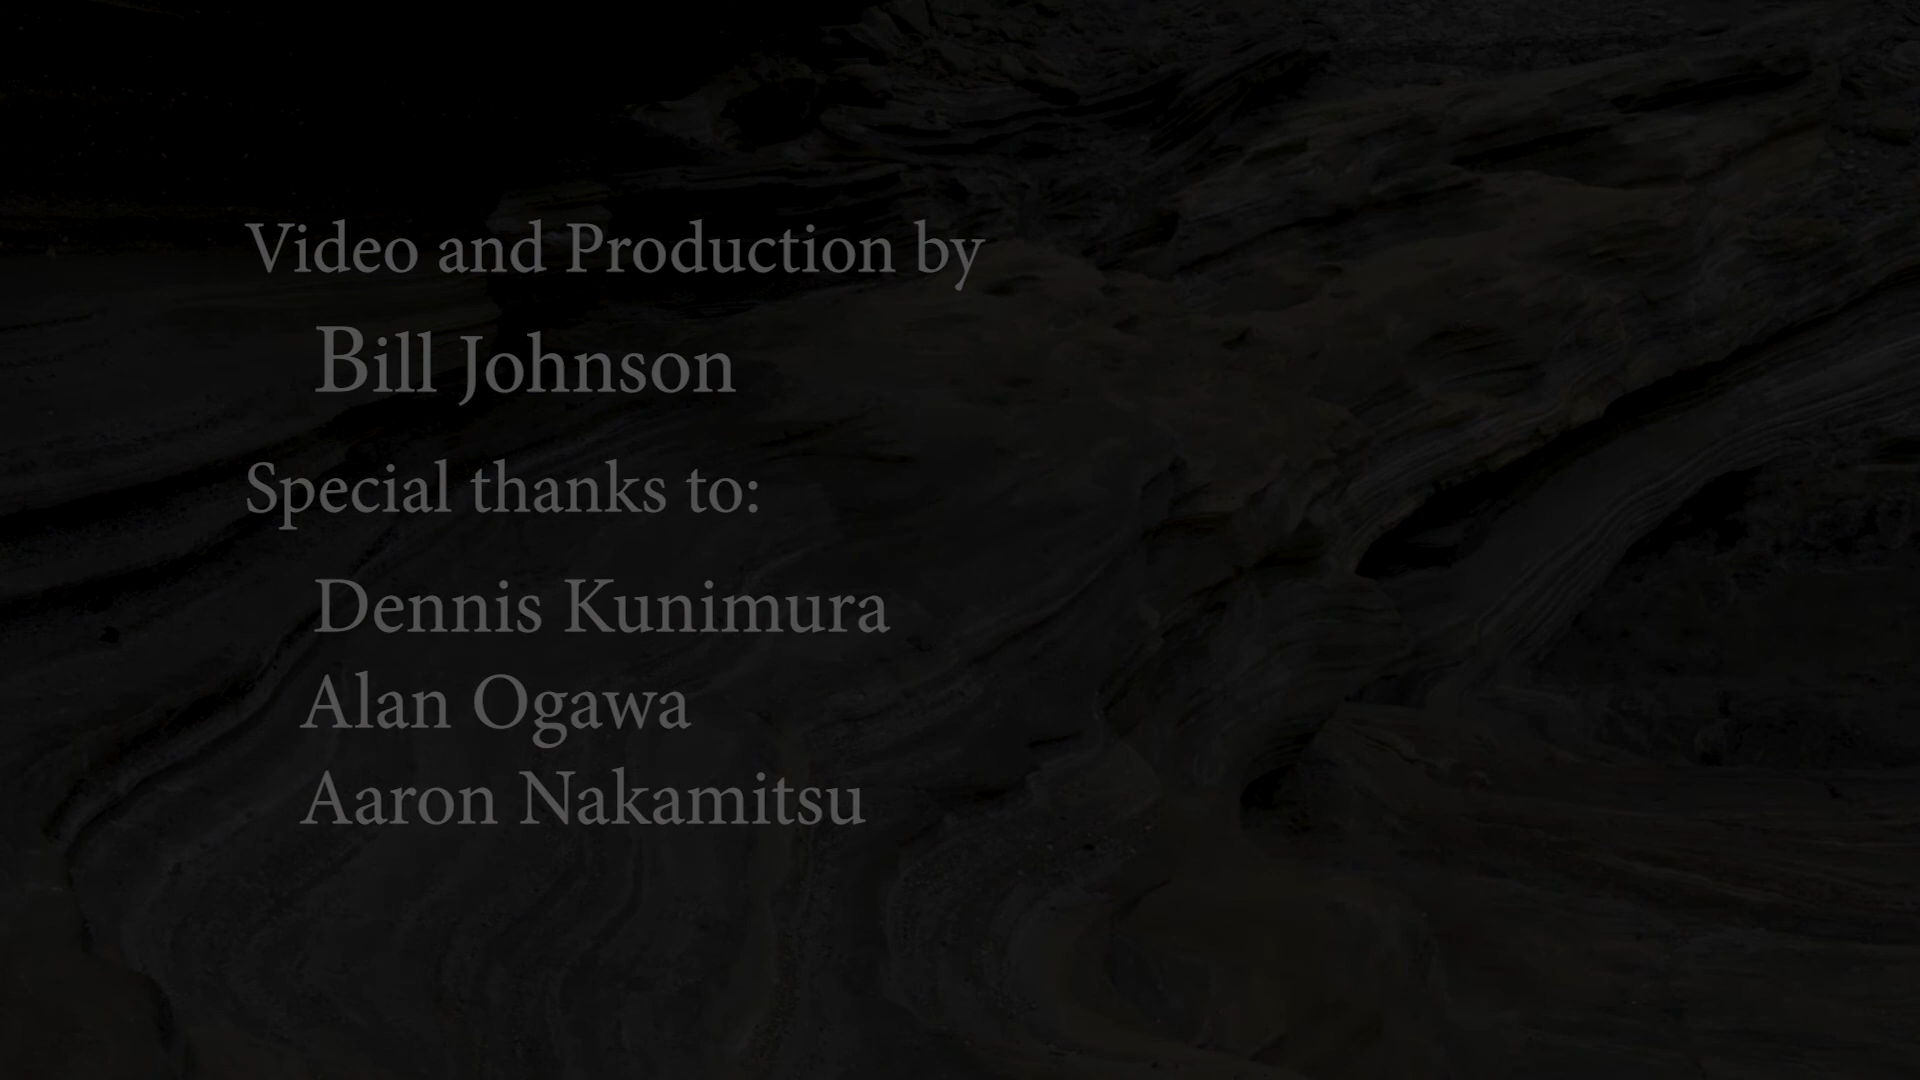 Video and Production by
Bill Johnson
Special thanks to:
Dennis Kunimura
Alan Ogawa
Aaron Nakamitsu